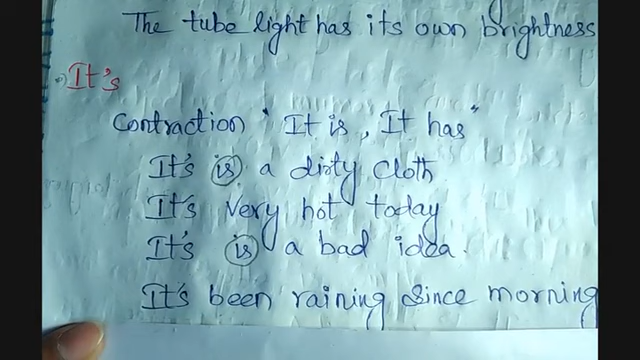 The tube light has its own brightness
It's
Contraction "It is, It has"
It's is a dirty cloth
It's very hot today
It's is a bad idea.
It's been raining since morning